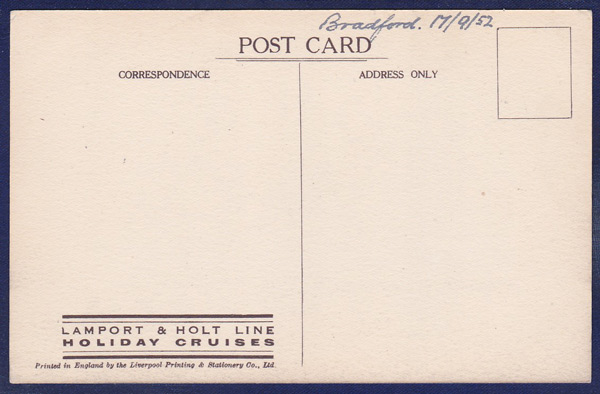 Bradford. 17/9/52
POST CARD
CORRESPONDENCE
ADDRESS ONLY
LAMPORT & HOLT LINE
HOLIDAY CRUISES
Printed in England by the Liverpool Printing & Stationery Co., Ltd.